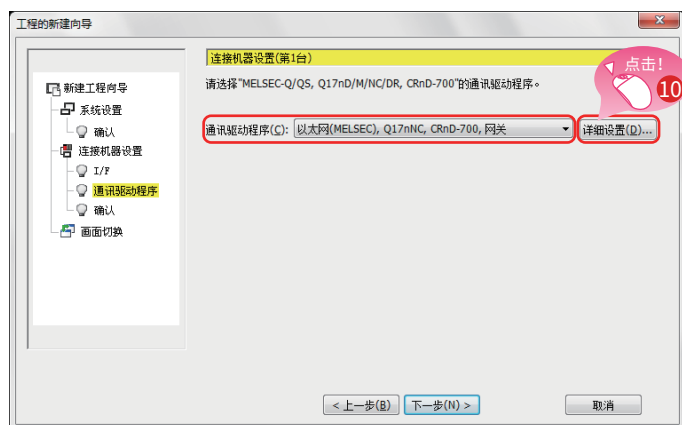 工程的新建向导
连接机器设置(第1台)
点击!
10
请选择"MELSEC-Q/QS, Q17nD/M/NC/DR, CRnD-700"的通讯驱动程序。
通讯驱动程序(C): 以太网(MELSEC), Q17nNC, CRnD-700, 网关 详细设置(D)...
新建工程向导
系统设置
确认
连接机器设置
I/F
通讯驱动程序
确认
画面切换
< 上一步(B) 下一步(N) > 取消